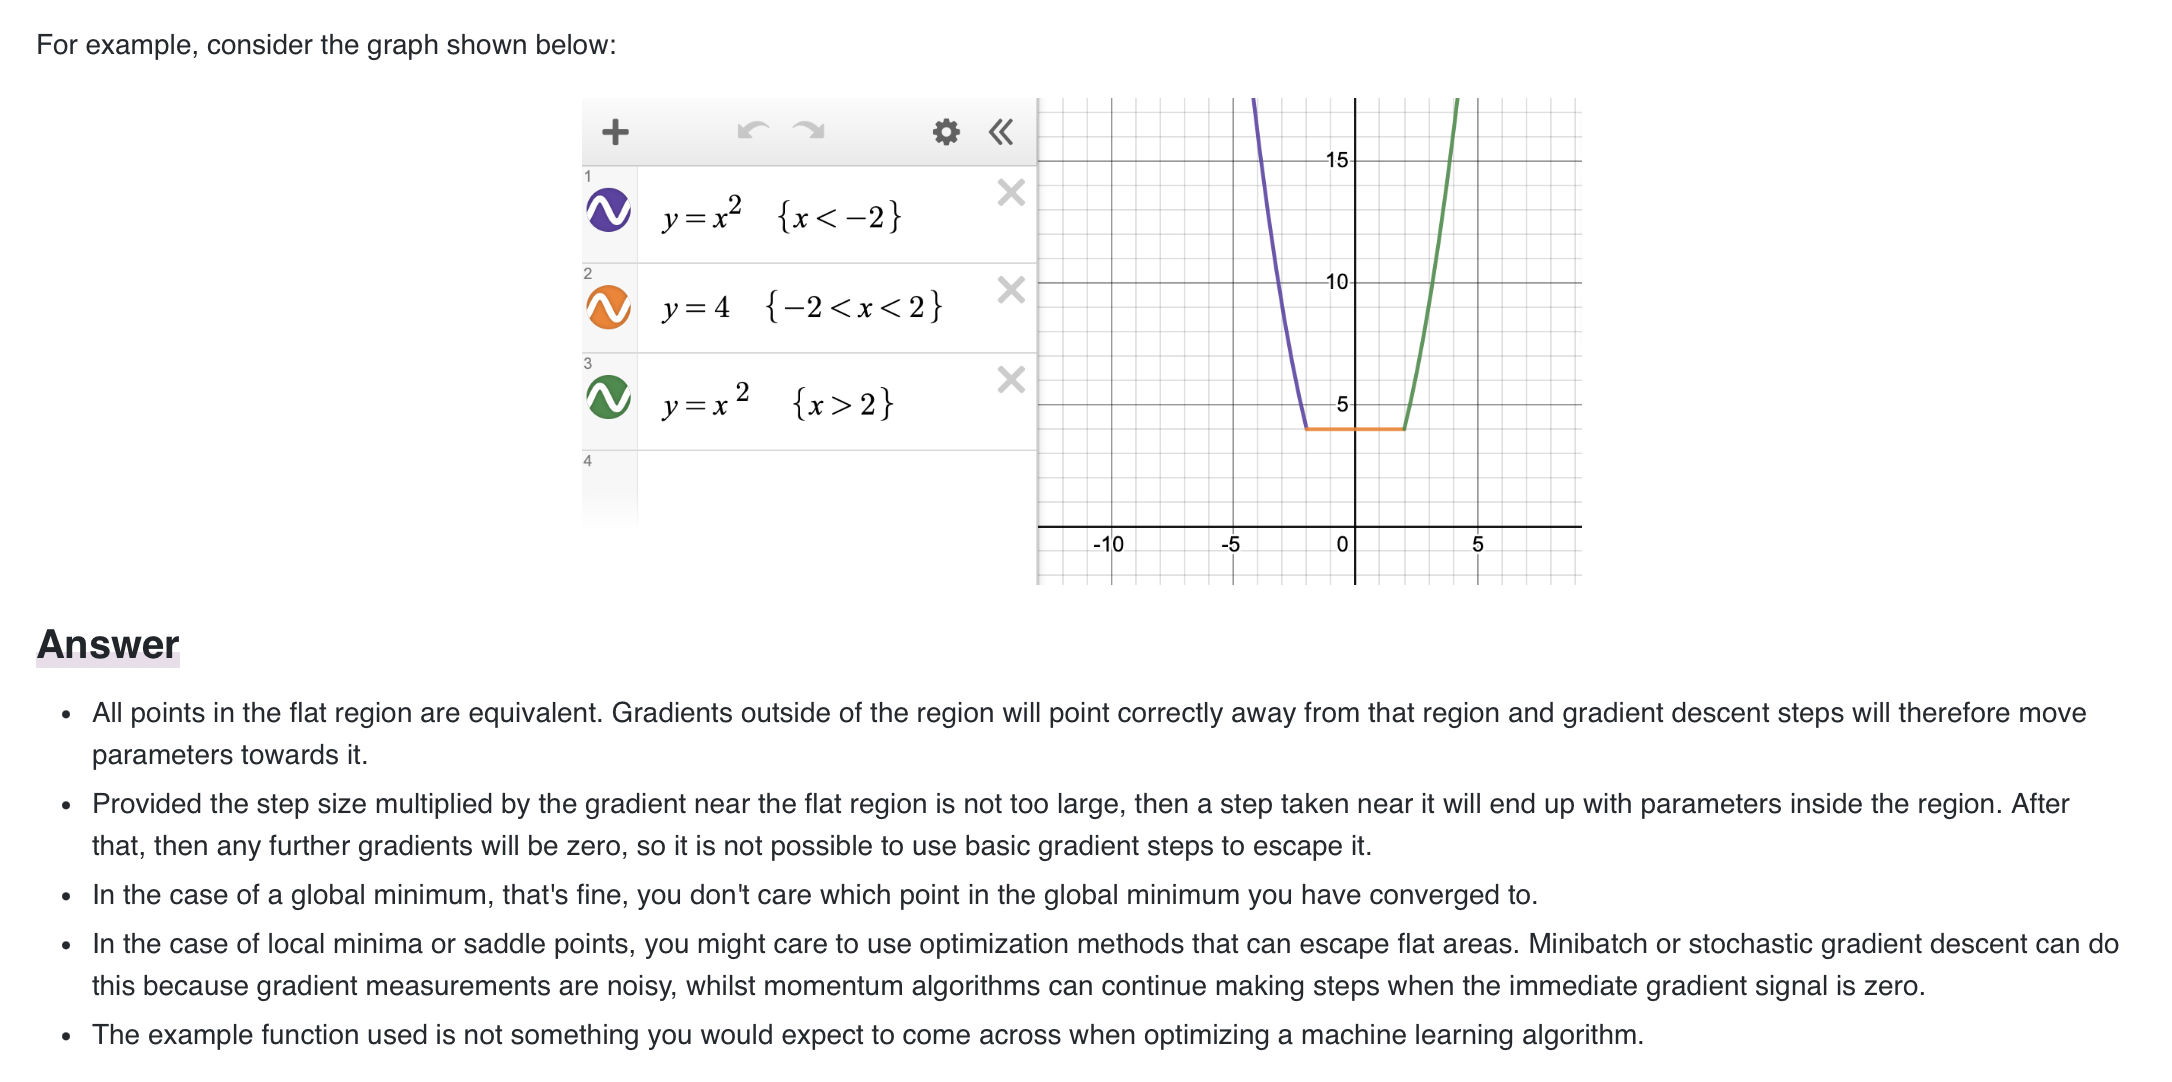 For example, consider the graph shown below:
1
y = x² {x < −2}
2
y = 4 {−2 < x < 2}
3
y = x² {x > 2}
4
15
10
5
-10 -5 0 5
Answer
• All points in the flat region are equivalent. Gradients outside of the region will point correctly away from that region and gradient descent steps will therefore move
parameters towards it.
• Provided the step size multiplied by the gradient near the flat region is not too large, then a step taken near it will end up with parameters inside the region. After
that, then any further gradients will be zero, so it is not possible to use basic gradient steps to escape it.
• In the case of a global minimum, that's fine, you don't care which point in the global minimum you have converged to.
• In the case of local minima or saddle points, you might care to use optimization methods that can escape flat areas. Minibatch or stochastic gradient descent can do
this because gradient measurements are noisy, whilst momentum algorithms can continue making steps when the immediate gradient signal is zero.
• The example function used is not something you would expect to come across when optimizing a machine learning algorithm.